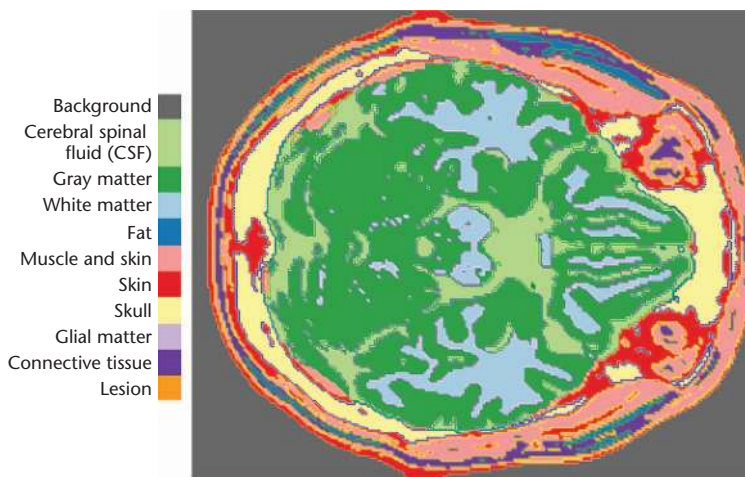 Background
Cerebral spinal
fluid (CSF)
Gray matter
White matter
Fat
Muscle and skin
Skin
Skull
Glial matter
Connective tissue
Lesion